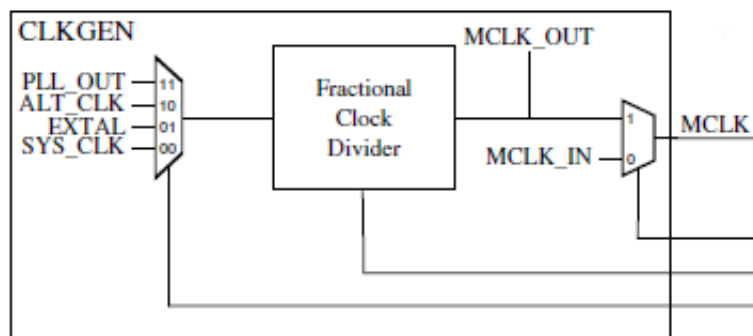 CLKGEN
MCLK_OUT
PLL_OUT 11
ALT_CLK 10
EXTAL 01
SYS_CLK 00
Fractional
Clock
Divider
1
MCLK
MCLK_IN 0